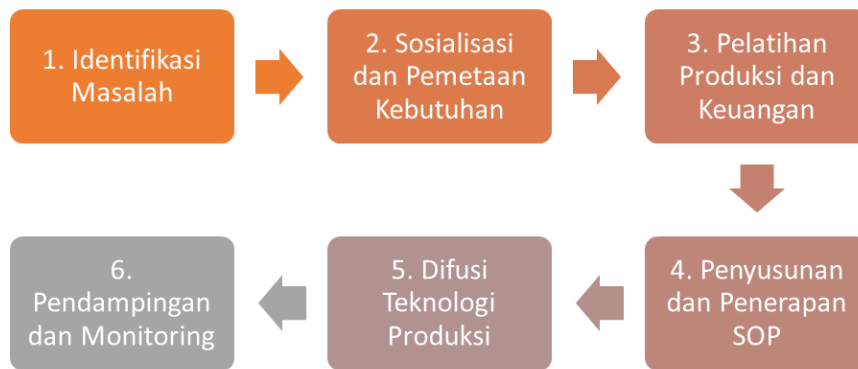 1. Identifikasi
Masalah
2. Sosialisasi
dan Pemetaan
Kebutuhan
3. Pelatihan
Produksi dan
Keuangan
4. Penyusunan
dan Penerapan
SOP
5. Difusi
Teknologi
Produksi
6.
Pendampingan
dan Monitoring